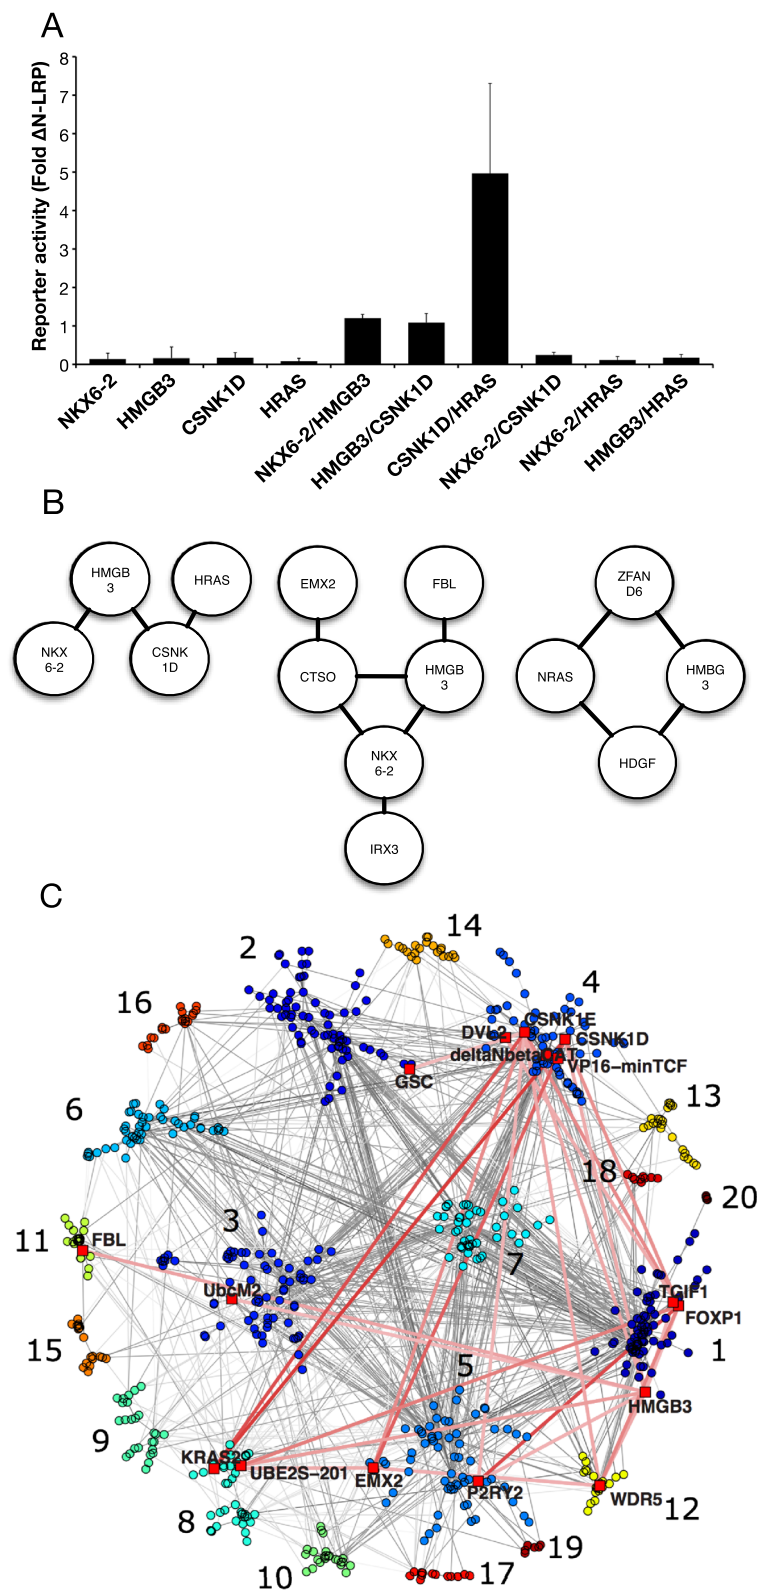 A
Reporter activity (Fold ΔN-LRP)
8
7
6
5
4
3
2
1
0
NKX6-2
HMGB3
CSNK1D
HRAS
NKX6-2/HMGB3
HMGB3/CSNK1D
CSNK1D/HRAS
NKX6-2/CSNK1D
NKX6-2/HRAS
HMGB3/HRAS
B
HMGB
3
HRAS
NKX
6-2
CSNK
1D
EMX2
FBL
CTSO
HMGB
3
NKX
6-2
IRX3
ZFAN
D6
NRAS
HMBG
3
HDGF
C
14
2
4
16
CSNK1E
DVL2
CSNK1D
VP16-minTCF
GSC
6
13
18
20
3
11
FBL
7
UbcM2
TGIF1
FOXP1
15
5
1
HMGB3
9
KRAS2
UBE2S-201
EMX2
P2RY2
WDR5
12
8
19
10
17